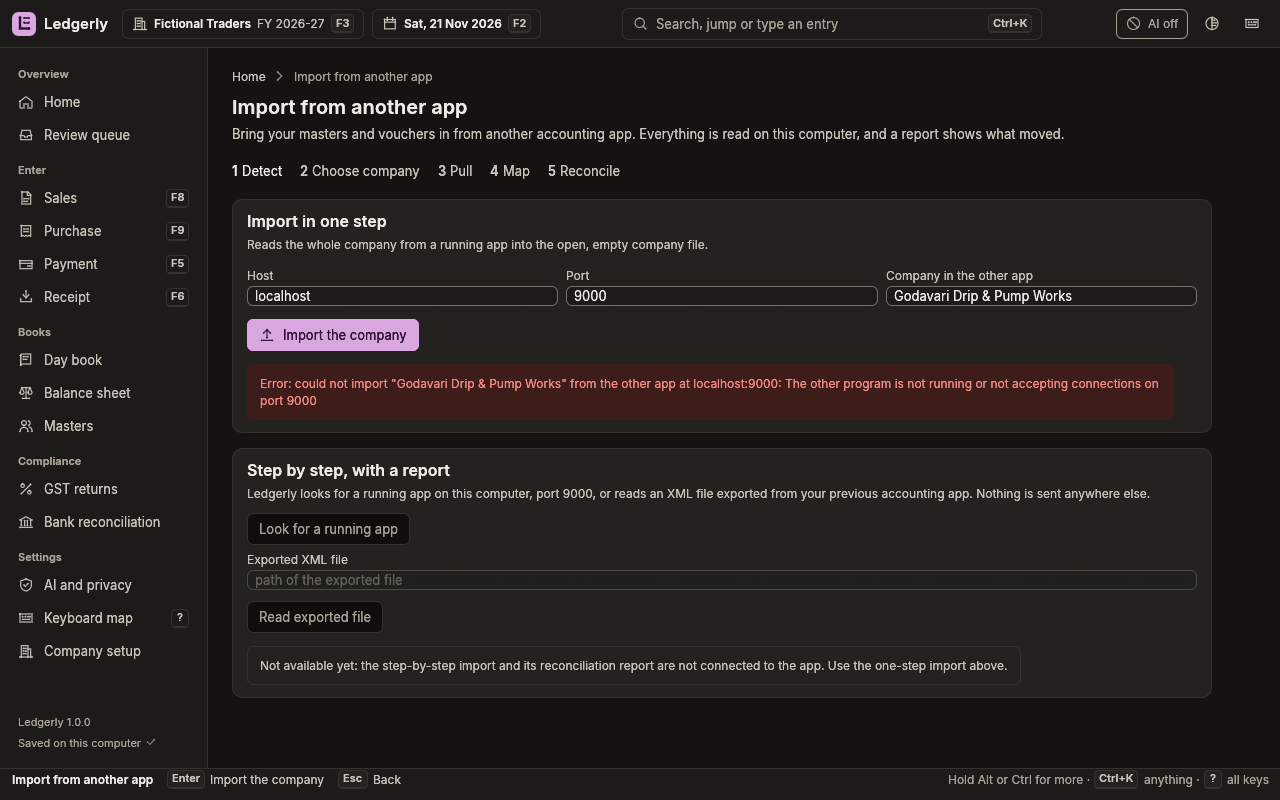 Ledgerly
Fictional Traders FY 2026-27 F3
Sat, 21 Nov 2026 F2
Search, jump or type an entry Ctrl+K
AI off
Overview
Home
Review queue
Enter
Sales F8
Purchase F9
Payment F5
Receipt F6
Books
Day book
Balance sheet
Masters
Compliance
GST returns
Bank reconciliation
Settings
AI and privacy
Keyboard map ?
Company setup
Ledgerly 1.0.0
Saved on this computer
Home Import from another app
Import from another app
Bring your masters and vouchers in from another accounting app. Everything is read on this computer, and a report shows what moved.
1 Detect 2 Choose company 3 Pull 4 Map 5 Reconcile
Import in one step
Reads the whole company from a running app into the open, empty company file.
Host Port Company in the other app
localhost 9000 Godavari Drip & Pump Works
Import the company
Error: could not import "Godavari Drip & Pump Works" from the other app at localhost:9000: The other program is not running or not accepting connections on
port 9000
Step by step, with a report
Ledgerly looks for a running app on this computer, port 9000, or reads an XML file exported from your previous accounting app. Nothing is sent anywhere else.
Look for a running app
Exported XML file
path of the exported file
Read exported file
Not available yet: the step-by-step import and its reconciliation report are not connected to the app. Use the one-step import above.
Import from another app Enter Import the company Esc Back
Hold Alt or Ctrl for more · Ctrl+K anything · ? all keys